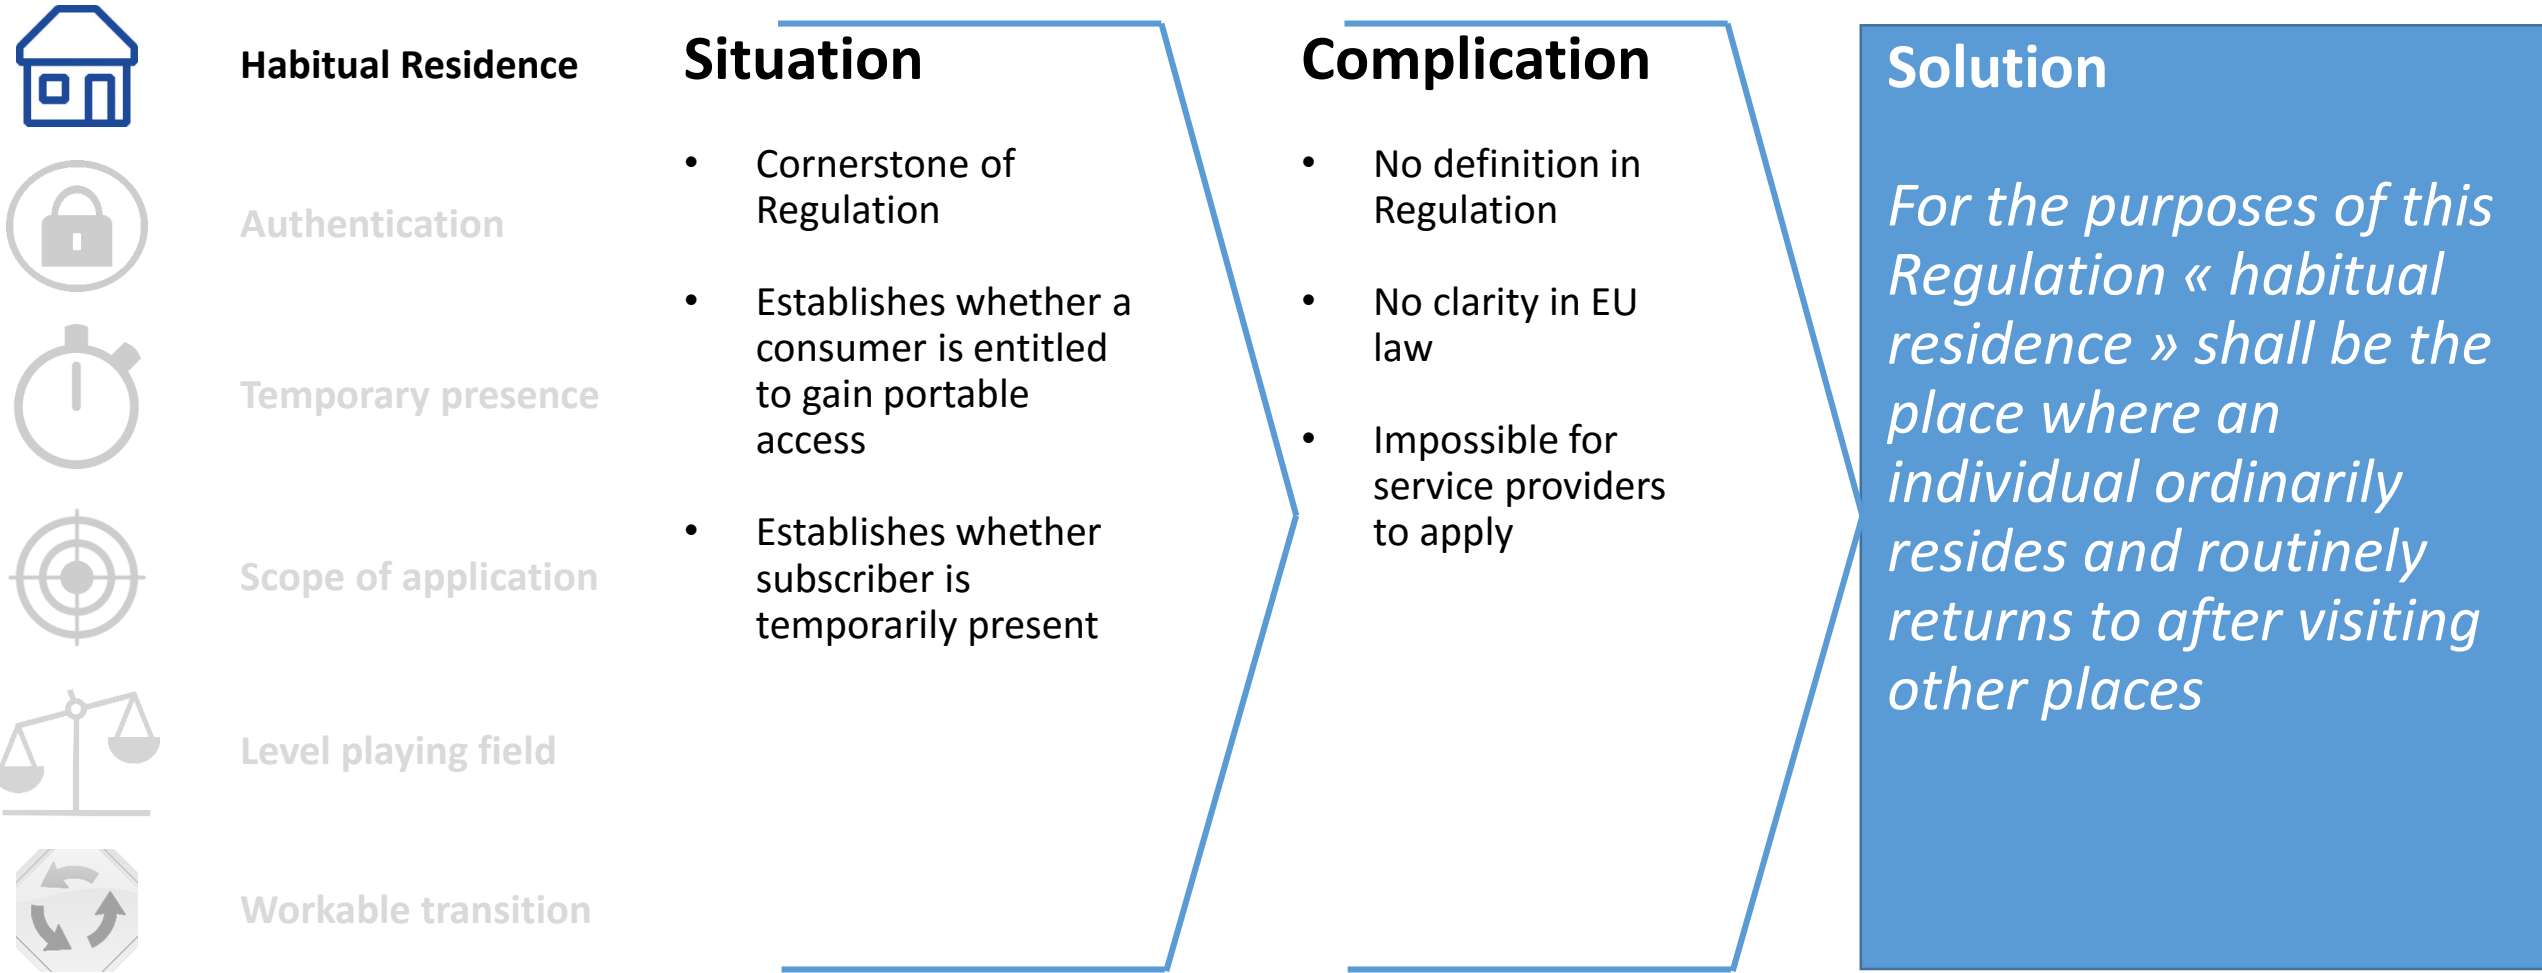 Habitual Residence
Authentication
Temporary presence
Scope of application
Level playing field
Workable transition
Situation
• Cornerstone of
Regulation
• Establishes whether a
consumer is entitled
to gain portable
access
• Establishes whether
subscriber is
temporarily present
Complication
• No definition in
Regulation
• No clarity in EU
law
• Impossible for
service providers
to apply
Solution
For the purposes of this
Regulation « habitual
residence » shall be the
place where an
individual ordinarily
resides and routinely
returns to after visiting
other places